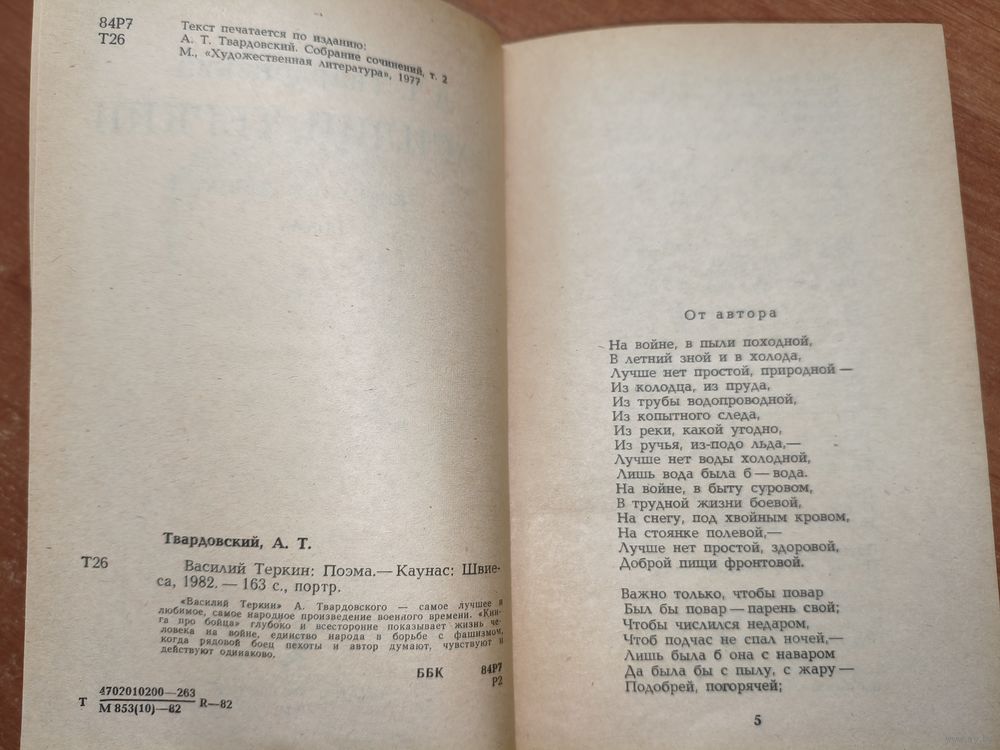 84Р7
Т26
Текст печатается по изданию:
А. Т. Твардовский. Собрание сочинений, т. 2
М., «Художественная литература», 1977
Твардовский, А. Т.
Т26
Василий Теркин: Поэма.— Каунас: Швие-
са, 1982. — 163 с., портр.
«Василий Теркин» А. Твардовского — самое лучшее и
любимое, самое народное произведение военного времени. «Кни-
га про бойца» глубоко и всесторонне показывает жизнь че-
ловека на войне, единство народа в борьбе с фашизмом,
когда рядовой боец пехоты и автор думают, чувствуют и
действуют одинаково.
ББК 84Р7
Р2
Т 4702010200—263
М 853(10)—82
R—82
От автора
На войне, в пыли походной,
В летний зной и в холода,
Лучше нет простой, природной —
Из колодца, из пруда,
Из трубы водопроводной,
Из копытного следа,
Из реки, какой угодно,
Из ручья, из-подо льда,—
Лучше нет воды холодной,
Лишь вода была б — вода.
На войне, в быту суровом,
В трудной жизни боевой,
На снегу, под хвойным кровом,
На стоянке полевой,—
Лучше нет простой, здоровой,
Доброй пищи фронтовой.
Важно только, чтобы повар
Был бы повар — парень свой;
Чтобы числился недаром,
Чтоб подчас не спал ночей,—
Лишь была б она с наваром
Да была бы с пылу, с жару —
Подобрей, погорячей;
5